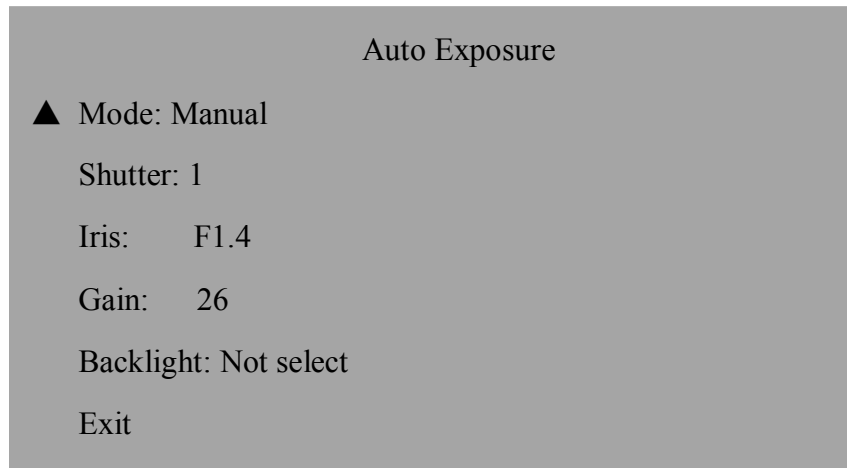 Auto Exposure
▲ Mode: Manual
Shutter: 1
Iris: F1.4
Gain: 26
Backlight: Not select
Exit